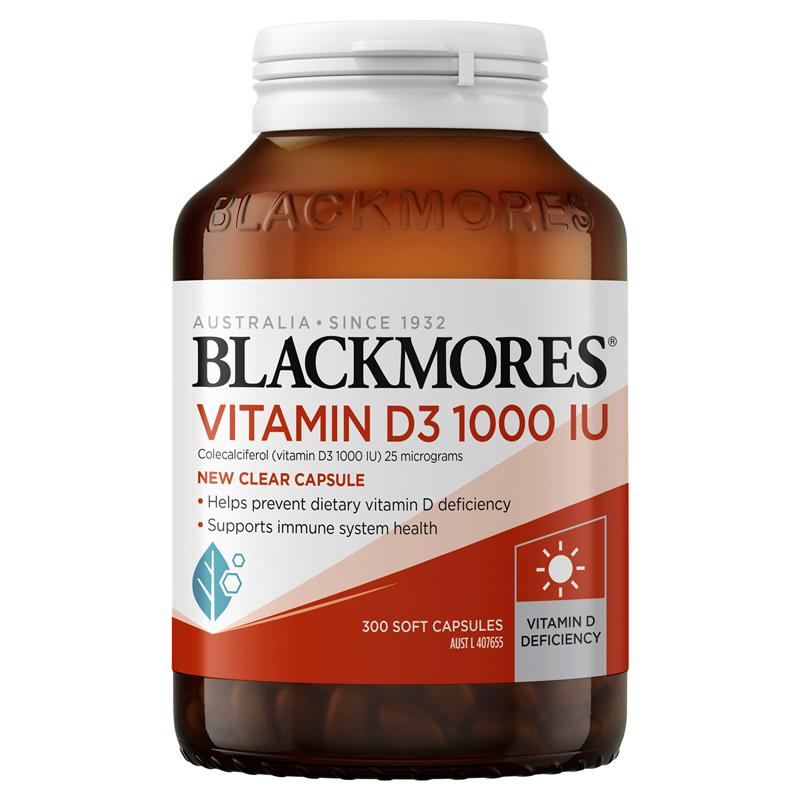 BLACKMORES
AUSTRALIA • SINCE 1932
BLACKMORES®
VITAMIN D3 1000 IU
Colecalciferol (vitamin D3 1000 IU) 25 micrograms
NEW CLEAR CAPSULE
• Helps prevent dietary vitamin D deficiency
• Supports immune system health
300 SOFT CAPSULES
AUST L 407655
VITAMIN D
DEFICIENCY